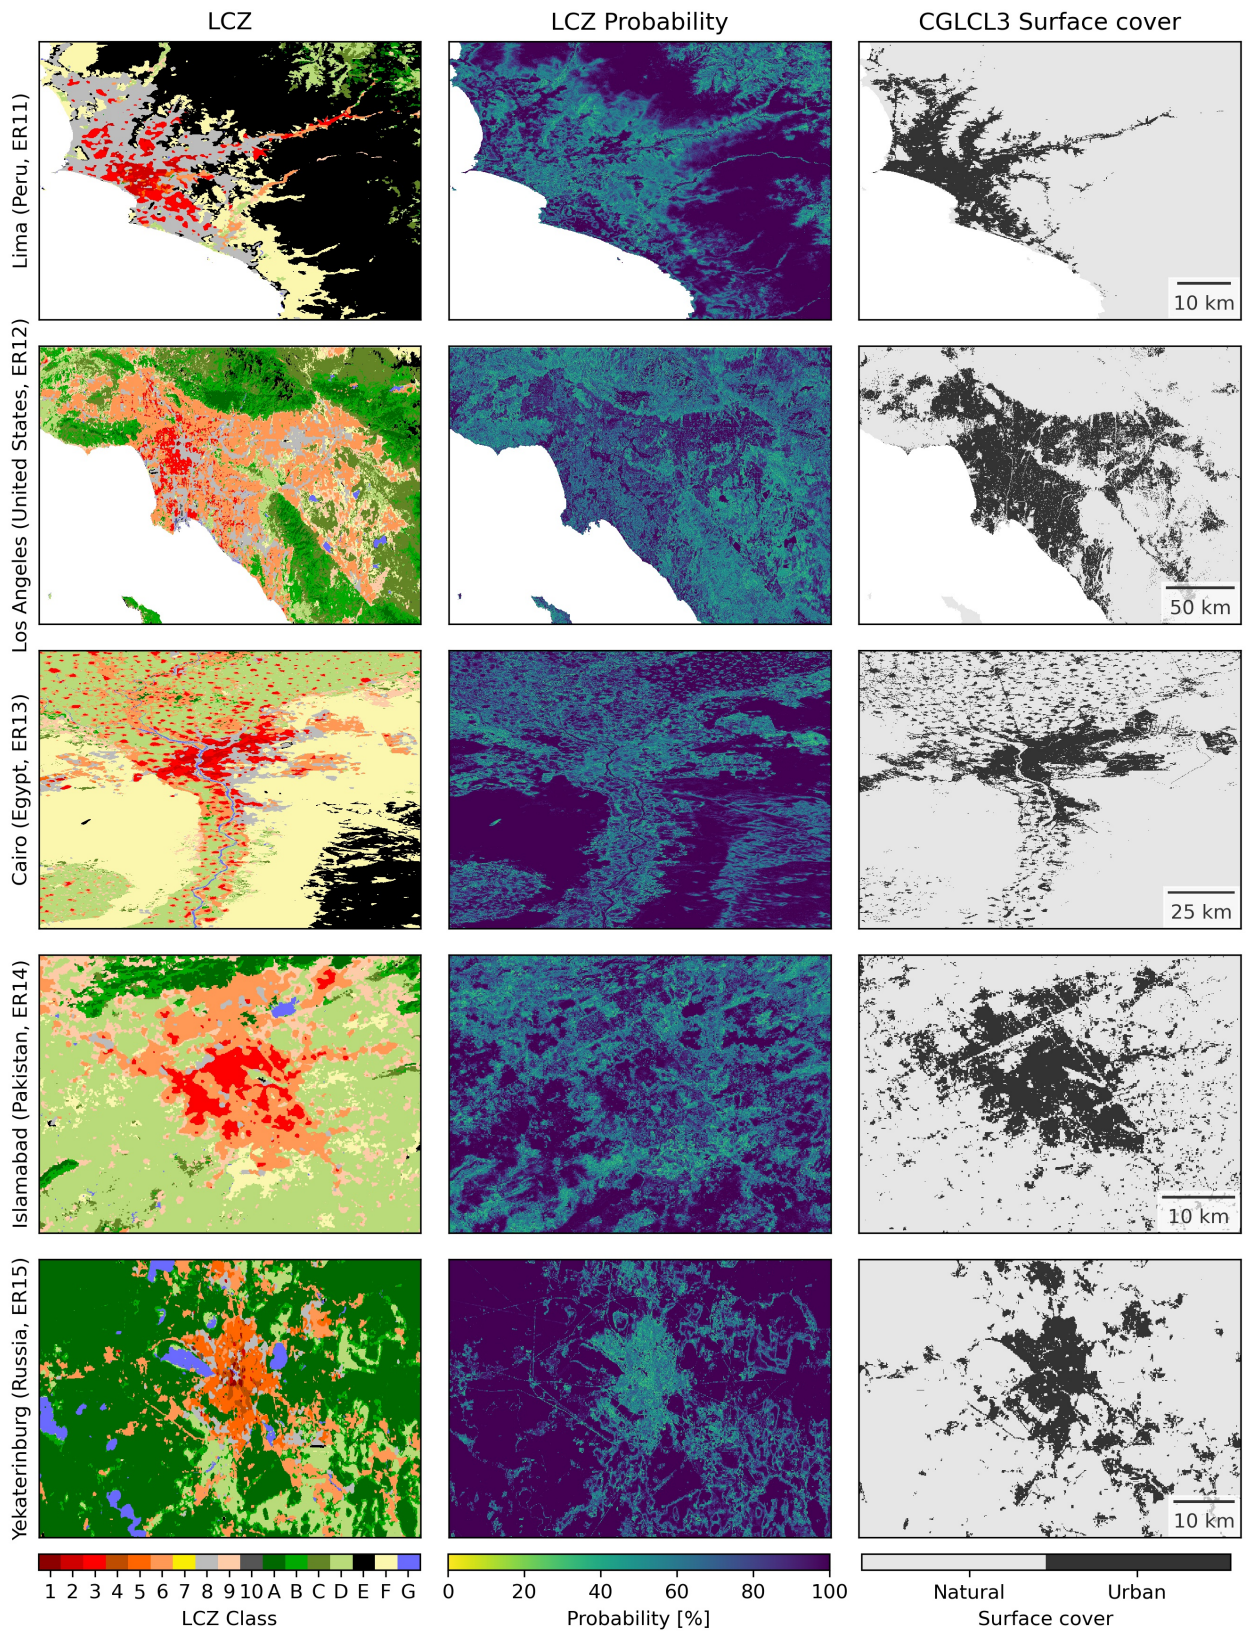 LCZ
LCZ Probability
CGLCL3 Surface cover
Lima (Peru, ER11)
10 km
Los Angeles (United States, ER12)
50 km
Cairo (Egypt, ER13)
25 km
Islamabad (Pakistan, ER14)
10 km
Yekaterinburg (Russia, ER15)
10 km
1 2 3 4 5 6 7 8 9 10 A B C D E F G
LCZ Class
0 20 40 60 80 100
Probability [%]
Natural Urban
Surface cover